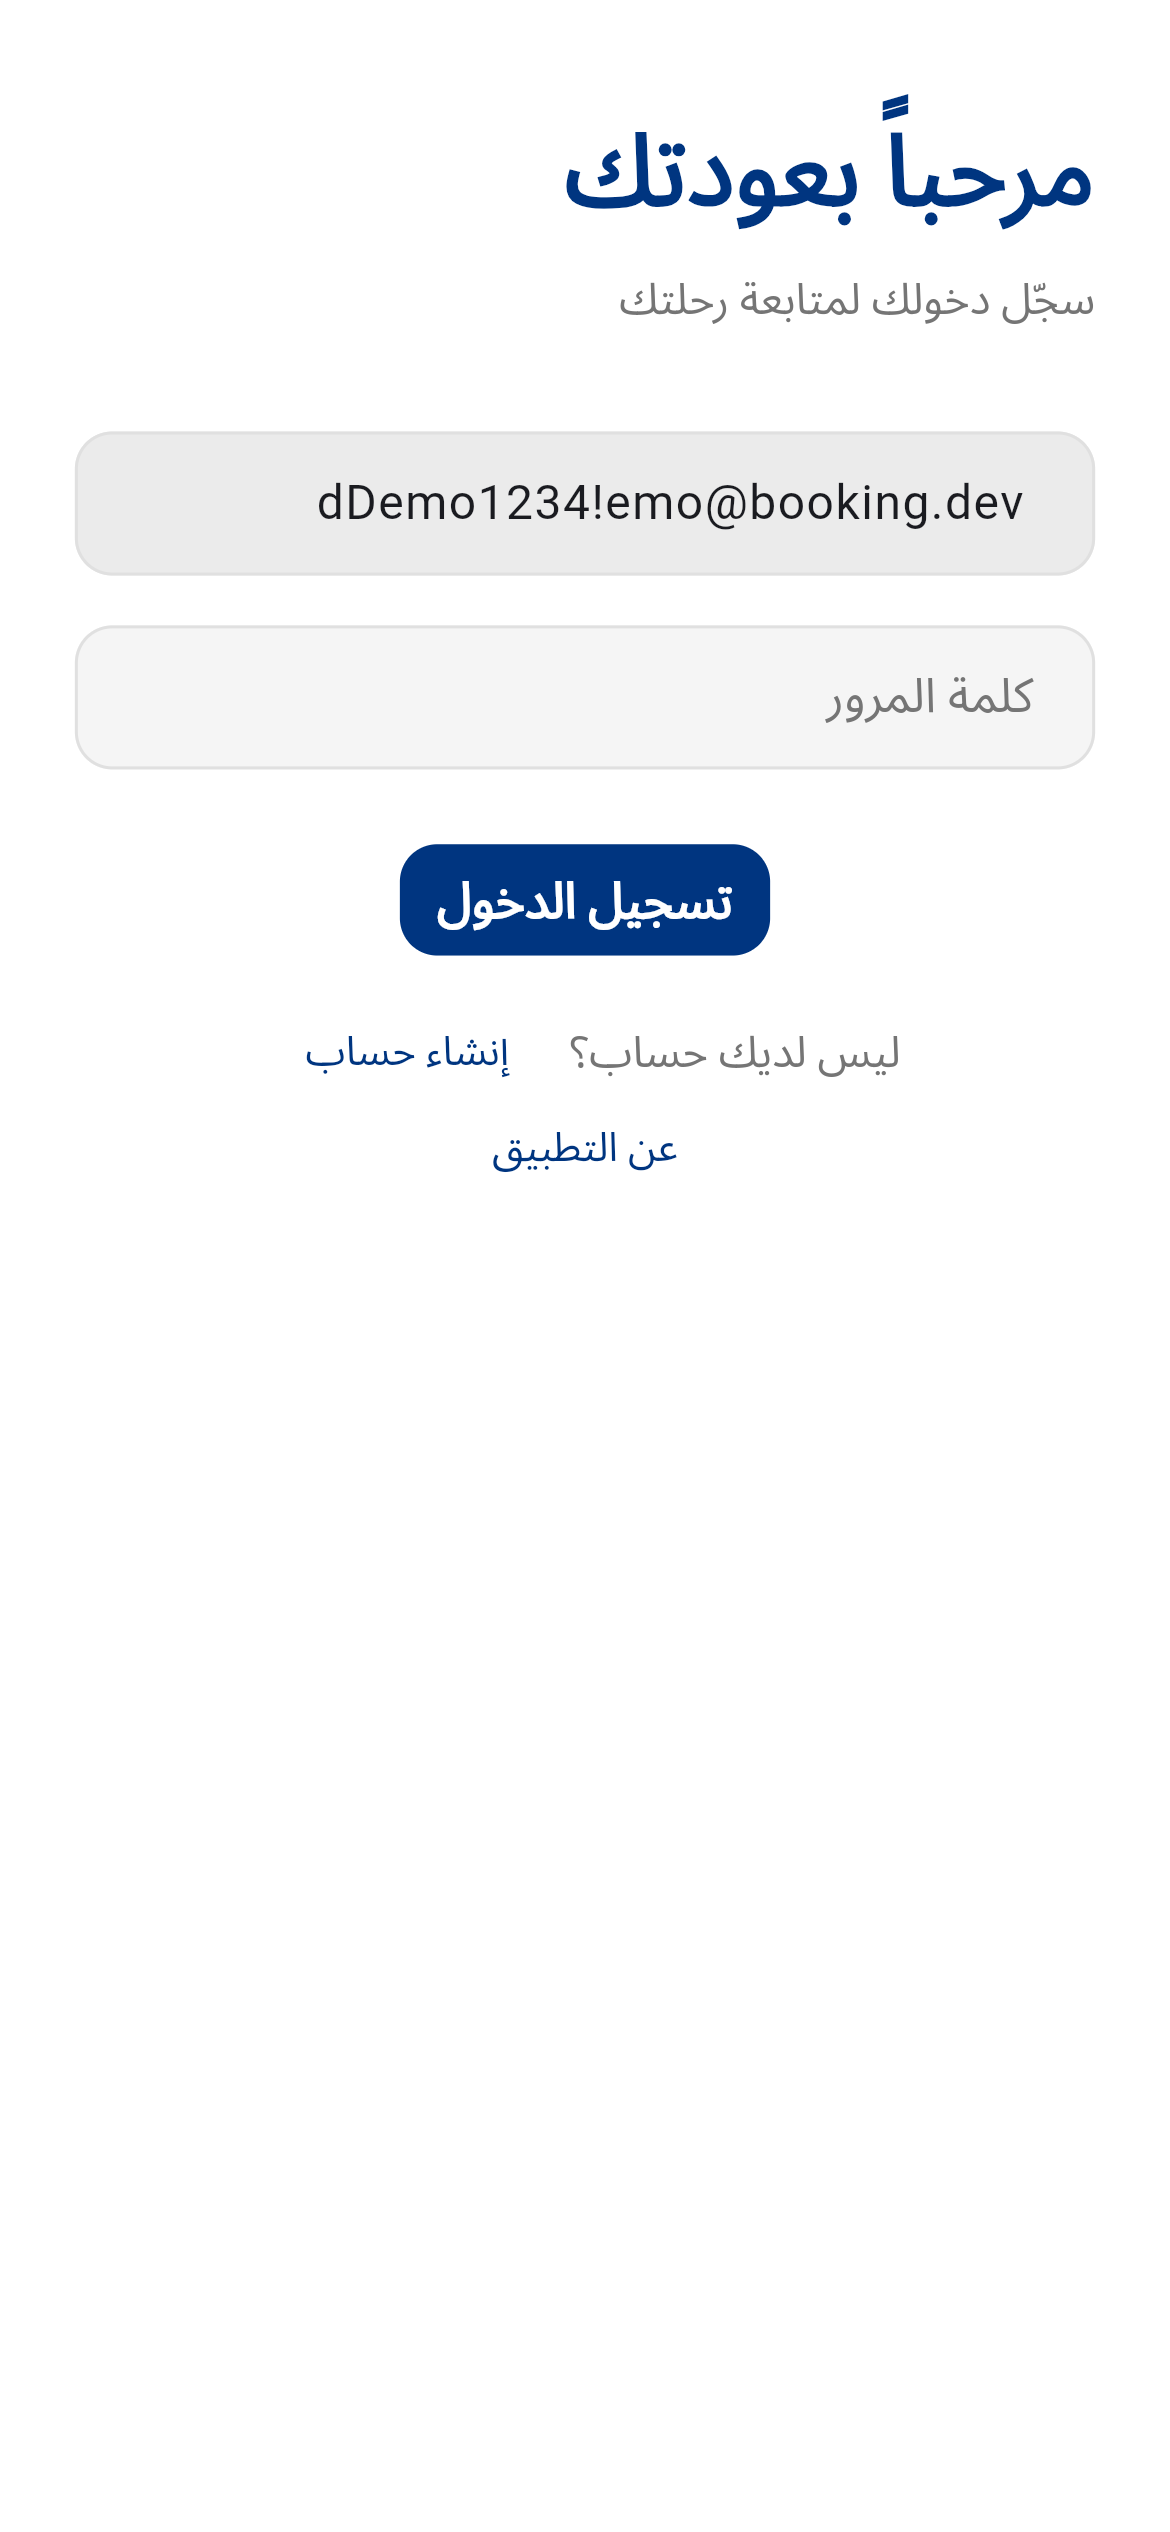 مرحباً بعودتك
سجّل دخولك لمتابعة رحلتك
dDemo1234!emo@booking.dev
كلمة المرور
تسجيل الدخول
ليس لديك حساب؟ إنشاء حساب
عن التطبيق